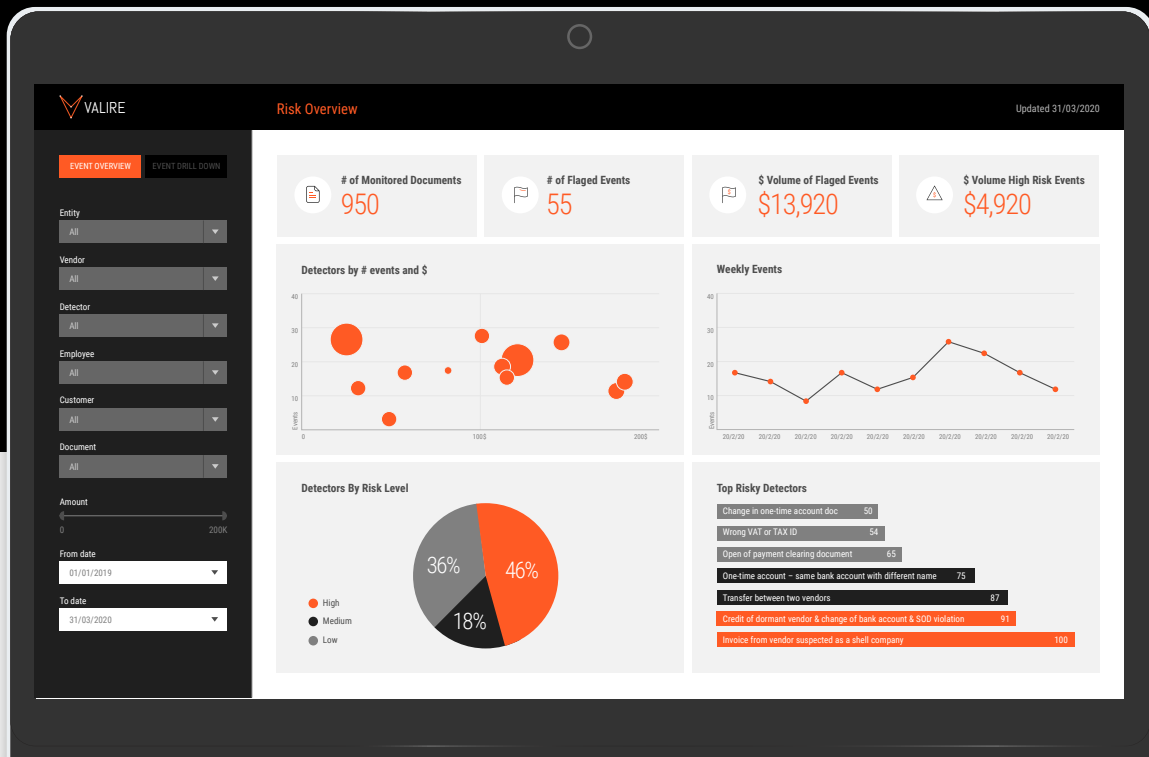 VALIRE
Risk Overview
Updated 31/03/2020
EVENT OVERVIEW
EVENT DRILL DOWN
Entity
All
Vendor
All
Detector
All
Employee
All
Customer
All
Document
All
Amount
0 200K
From date
01/01/2019
To date
31/03/2020
# of Monitored Documents
950
# of Flaged Events
55
$ Volume of Flaged Events
$13,920
$ Volume High Risk Events
$4,920
Detectors by # events and $
40
30
20
10
Events
0 100$ 200$
Weekly Events
40
30
20
10
Events
20/2/20 20/2/20 20/2/20 20/2/20 20/2/20 20/2/20 20/2/20 20/2/20 20/2/20 20/2/20
Detectors By Risk Level
36%
46%
18%
High
Medium
Low
Top Risky Detectors
Change in one-time account doc 50
Wrong VAT or TAX ID 54
Open of payment clearing document 65
One-time account – same bank account with different name 75
Transfer between two vendors 87
Credit of dormant vendor & change of bank account & SOD violation 91
Invoice from vendor suspected as a shell company 100